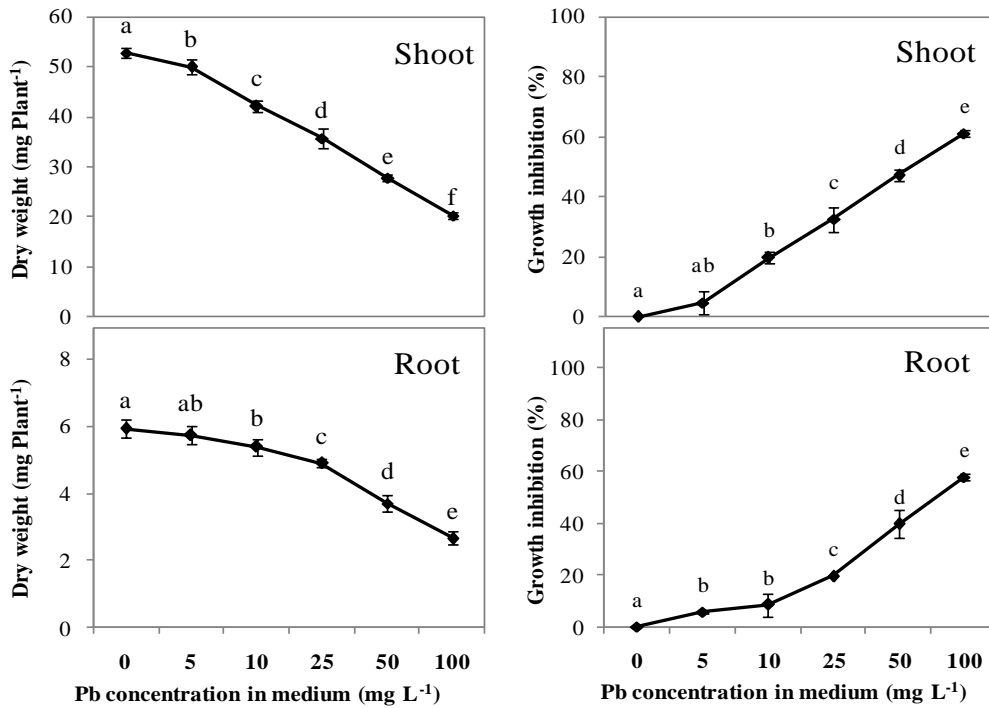 Shoot
Dry weight (mg Plant⁻¹)
60
50
40
30
20
10
0
a
b
c
d
e
f
Shoot
Growth inhibition (%)
100
80
60
40
20
0
a
ab
b
c
d
e
Root
Dry weight (mg Plant⁻¹)
8
6
4
2
0
a
ab
b
c
d
e
0 5 10 25 50 100
Pb concentration in medium (mg L⁻¹)
Root
Growth inhibition (%)
100
80
60
40
20
0
a
b
b
c
d
e
0 5 10 25 50 100
Pb concentration in medium (mg L⁻¹)